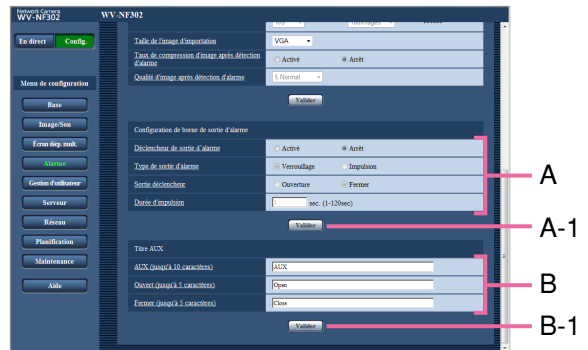 Network Camera
WV-NF302
WV-NF302
En direct
Config.
Menu de configuration
Base
Image/Son
Écran dép. mult.
Alarme
Gestion d'utilisateur
Serveur
Réseau
Planification
Maintenance
Aide
Taille de l'image d'importation
VGA
Taux de compression d'image après détection d'alarme
Activé
Arrêt
Qualité d'image après détection d'alarme
5 Normal
Valider
Configuration de borne de sortie d'alarme
Déclencheur de sortie d'alarme
Activé
Arrêt
Type de sortie d'alarme
Verrouillage
Impulsion
Sortie déclencheur
Ouverture
Fermer
Durée d'impulsion
sec. (1-120sec)
Valider
Titre AUX
AUX (jusqu'à 10 caractères)
AUX
Ouvert (jusqu'à 5 caractères)
Open
Fermer (jusqu'à 5 caractères)
Close
Valider
A
A-1
B
B-1